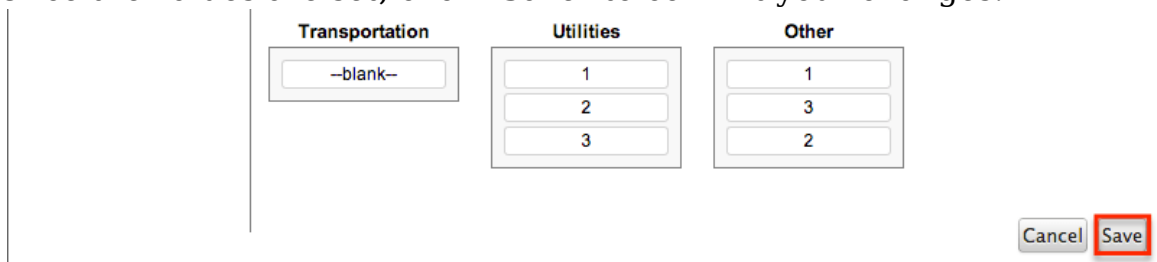 Transportation Utilities Other
--blank-- 1 1
2 3
3 2
Cancel Save